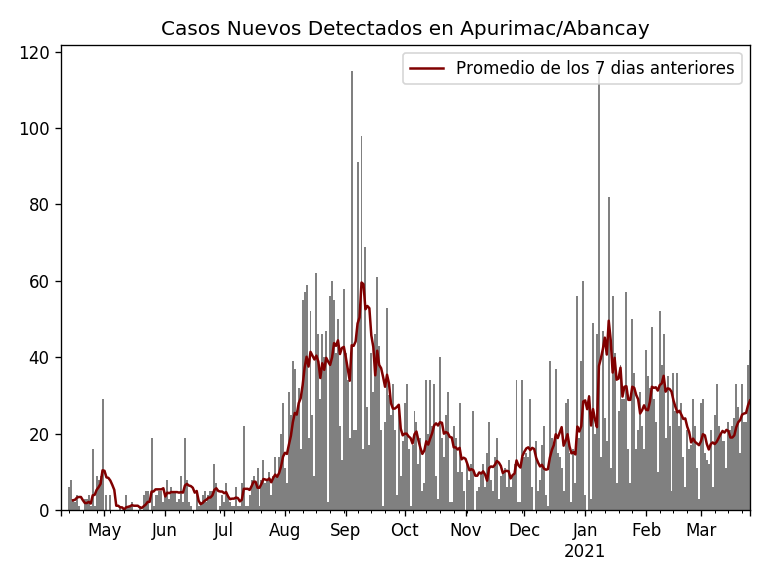 Casos Nuevos Detectados en Apurimac/Abancay
Promedio de los 7 dias anteriores
120
100
80
60
40
20
0
May Jun Jul Aug Sep Oct Nov Dec Jan Feb Mar
2021